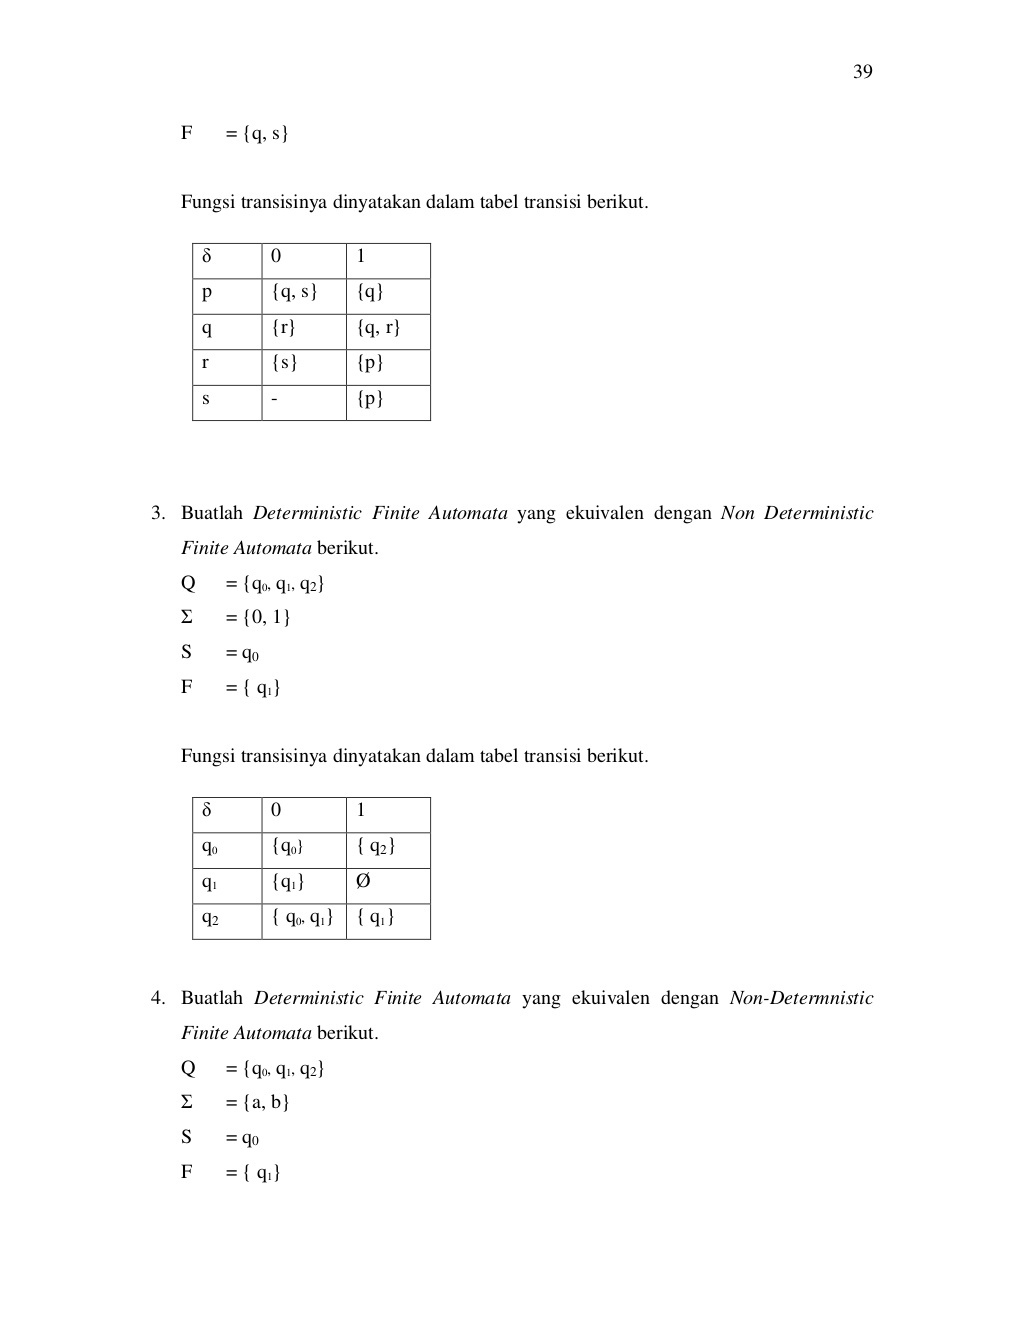 39
F = {q, s}
Fungsi transisinya dinyatakan dalam tabel transisi berikut.
δ 0 1
p {q, s} {q}
q {r} {q, r}
r {s} {p}
s - {p}
3. Buatlah Deterministic Finite Automata yang ekuivalen dengan Non Deterministic
Finite Automata berikut.
Q = {q₀, q₁, q₂}
Σ = {0, 1}
S = q₀
F = { q₁}
Fungsi transisinya dinyatakan dalam tabel transisi berikut.
δ 0 1
q₀ {q₀} { q₂}
q₁ {q₁} Ø
q₂ { q₀, q₁} { q₁}
4. Buatlah Deterministic Finite Automata yang ekuivalen dengan Non-Determnistic
Finite Automata berikut.
Q = {q₀, q₁, q₂}
Σ = {a, b}
S = q₀
F = { q₁}